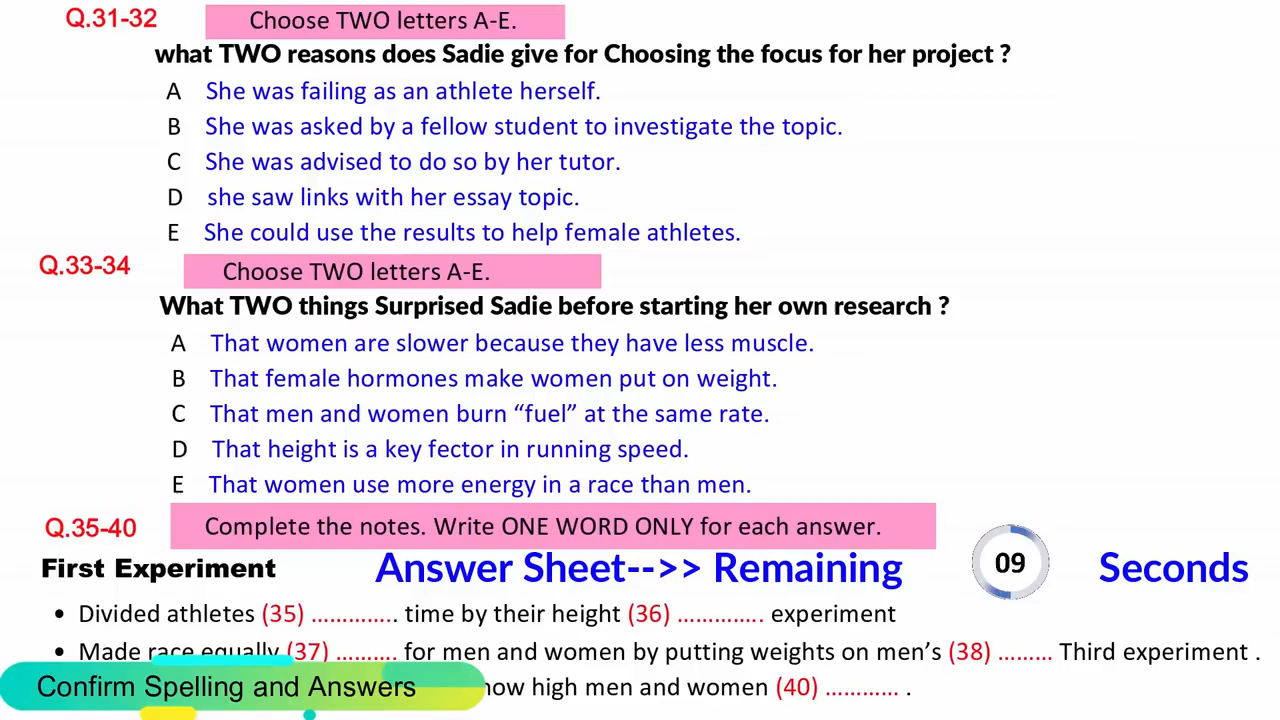 Q.31-32 Choose TWO letters A-E.
what TWO reasons does Sadie give for Choosing the focus for her project ?
A She was failing as an athlete herself.
B She was asked by a fellow student to investigate the topic.
C She was advised to do so by her tutor.
D she saw links with her essay topic.
E She could use the results to help female athletes.
Q.33-34 Choose TWO letters A-E.
What TWO things Surprised Sadie before starting her own research ?
A That women are slower because they have less muscle.
B That female hormones make women put on weight.
C That men and women burn “fuel” at the same rate.
D That height is a key fector in running speed.
E That women use more energy in a race than men.
Q.35-40 Complete the notes. Write ONE WORD ONLY for each answer.
First Experiment Answer Sheet-->> Remaining 09 Seconds
• Divided athletes (35) .............. time by their height (36) .............. experiment
• Made race equally (37) .......... for men and women by putting weights on men’s (38) ......... Third experiment .
Confirm Spelling and Answers how high men and women (40) ............ .